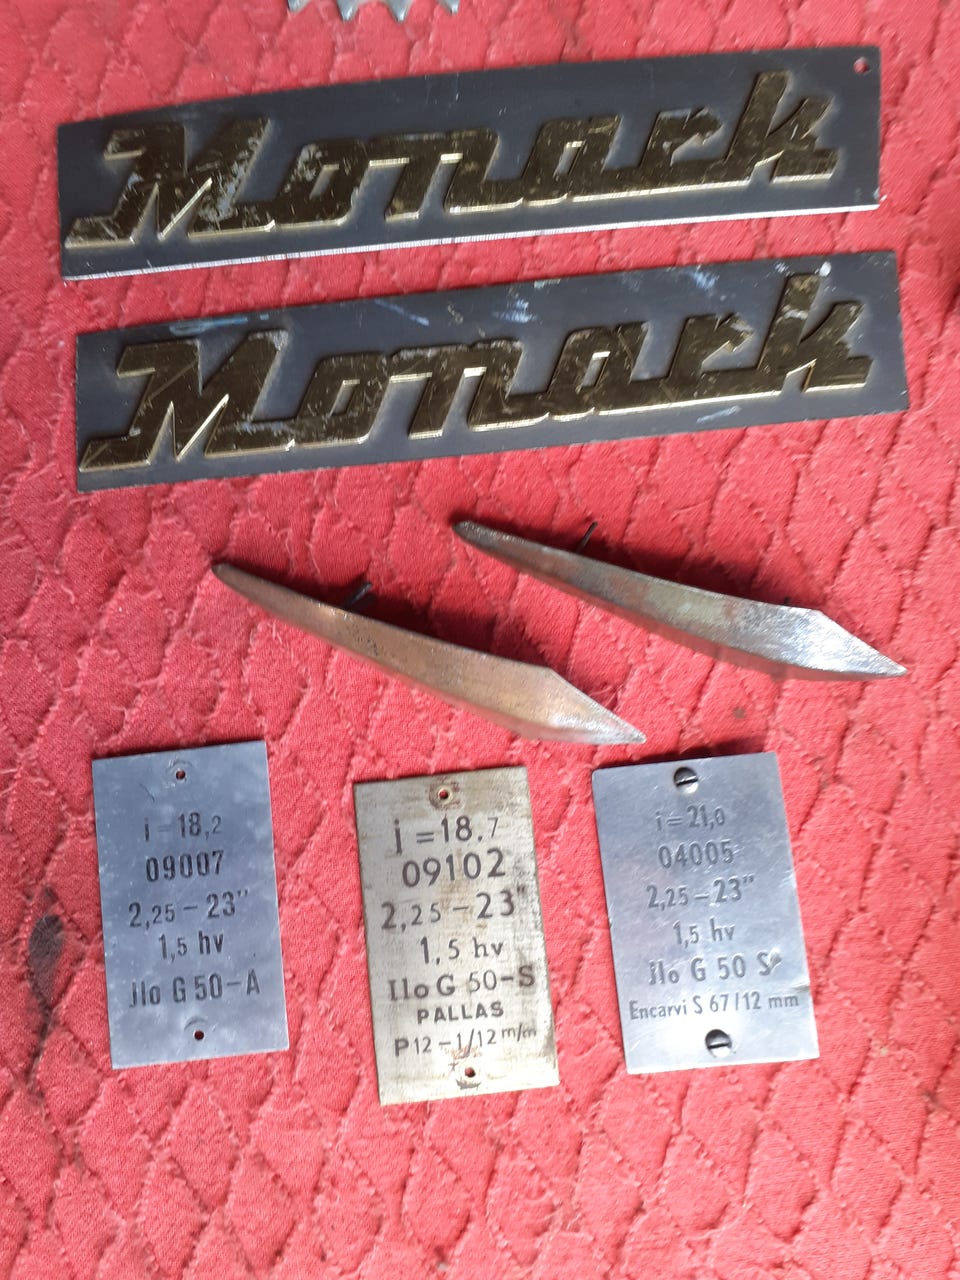 Monark
Monark
i = 18,2
09007
2,25 – 23"
1,5 hv
Jlo G 50 – A
i = 18.7
09102
2,25 – 23"
1,5 hv
Ilo G 50 – S
PALLAS
P12 – 1/12 m/m
i = 21,0
04005
2,25 – 23"
1,5 hv
Jlo G 50 S
Encarvi S 67/12 mm